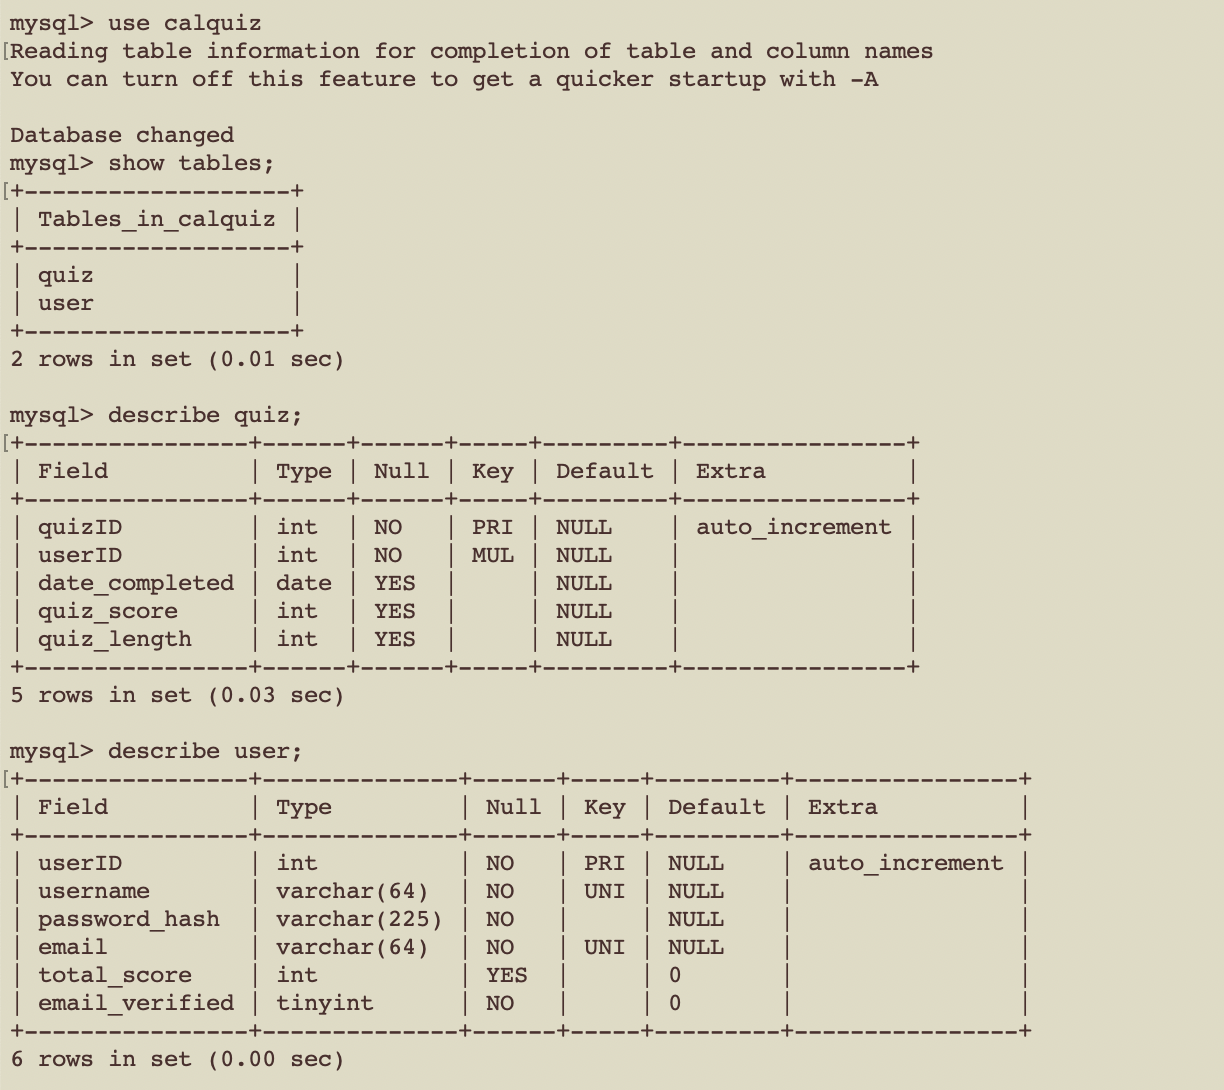 mysql> use calquiz
[Reading table information for completion of table and column names
You can turn off this feature to get a quicker startup with -A

Database changed
mysql> show tables;
[+-------------------+
| Tables_in_calquiz |
+-------------------+
| quiz              |
| user              |
+-------------------+
2 rows in set (0.01 sec)

mysql> describe quiz;
[+----------------+------+------+-----+---------+----------------+
| Field          | Type | Null | Key | Default | Extra          |
+----------------+------+------+-----+---------+----------------+
| quizID         | int  | NO   | PRI | NULL    | auto_increment |
| userID         | int  | NO   | MUL | NULL    |                |
| date_completed | date | YES  |     | NULL    |                |
| quiz_score     | int  | YES  |     | NULL    |                |
| quiz_length    | int  | YES  |     | NULL    |                |
+----------------+------+------+-----+---------+----------------+
5 rows in set (0.03 sec)

mysql> describe user;
[+----------------+--------------+------+-----+---------+----------------+
| Field          | Type         | Null | Key | Default | Extra          |
+----------------+--------------+------+-----+---------+----------------+
| userID         | int          | NO   | PRI | NULL    | auto_increment |
| username       | varchar(64)  | NO   | UNI | NULL    |                |
| password_hash  | varchar(225) | NO   |     | NULL    |                |
| email          | varchar(64)  | NO   | UNI | NULL    |                |
| total_score    | int          | YES  |     | 0       |                |
| email_verified | tinyint      | NO   |     | 0       |                |
+----------------+--------------+------+-----+---------+----------------+
6 rows in set (0.00 sec)